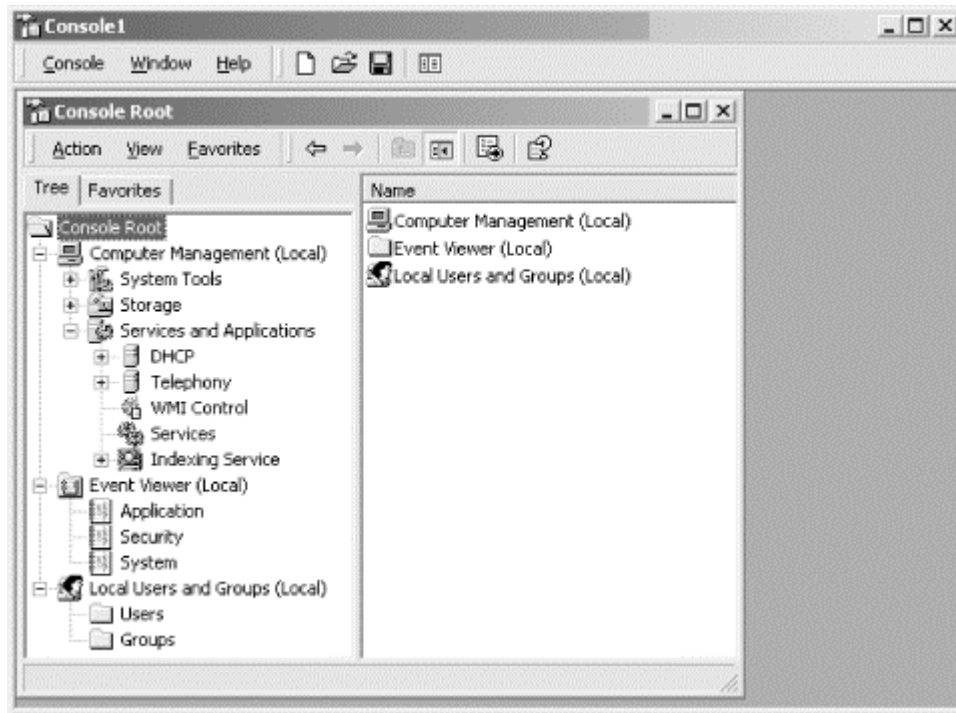 Console1
Console Window Help
Console Root
Action View Favorites
Tree Favorites
Name
Console Root
Computer Management (Local)
System Tools
Storage
Services and Applications
DHCP
Telephony
WMI Control
Services
Indexing Service
Event Viewer (Local)
Application
Security
System
Local Users and Groups (Local)
Users
Groups
Computer Management (Local)
Event Viewer (Local)
Local Users and Groups (Local)